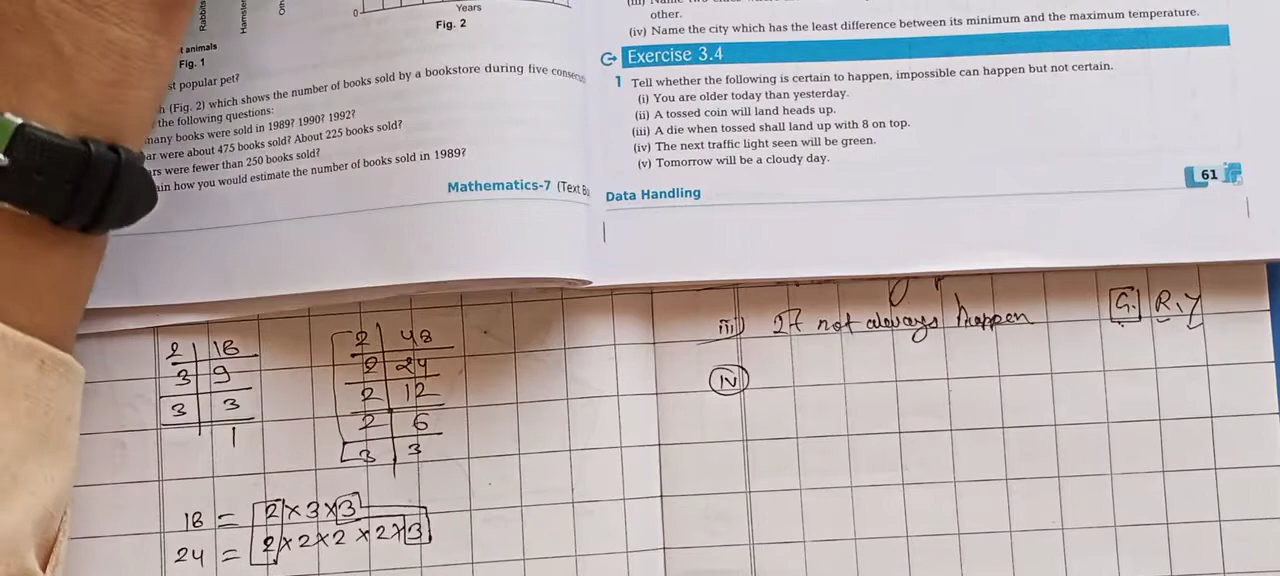 Rabbits
Hamster
0
Years
Fig. 2
t animals
Fig. 1
st popular pet?
h (Fig. 2) which shows the number of books sold by a bookstore during five consecu
the following questions:
many books were sold in 1989? 1990? 1992?
ar were about 475 books sold? About 225 books sold?
rs were fewer than 250 books sold?
ain how you would estimate the number of books sold in 1989?
Mathematics-7 (Text B
other.
(iv) Name the city which has the least difference between its minimum and the maximum temperature.
Exercise 3.4
1 Tell whether the following is certain to happen, impossible can happen but not certain.
(i) You are older today than yesterday.
(ii) A tossed coin will land heads up.
(iii) A die when tossed shall land up with 8 on top.
(iv) The next traffic light seen will be green.
(v) Tomorrow will be a cloudy day.
Data Handling
61
2 18
3 9
3 3
1
2 48
2 24
2 12
2 6
3 3
18 = 2 × 3 × 3
24 = 2 × 2 × 2 × 2 × 3
iii) It not always happen
G. R, Y
iv